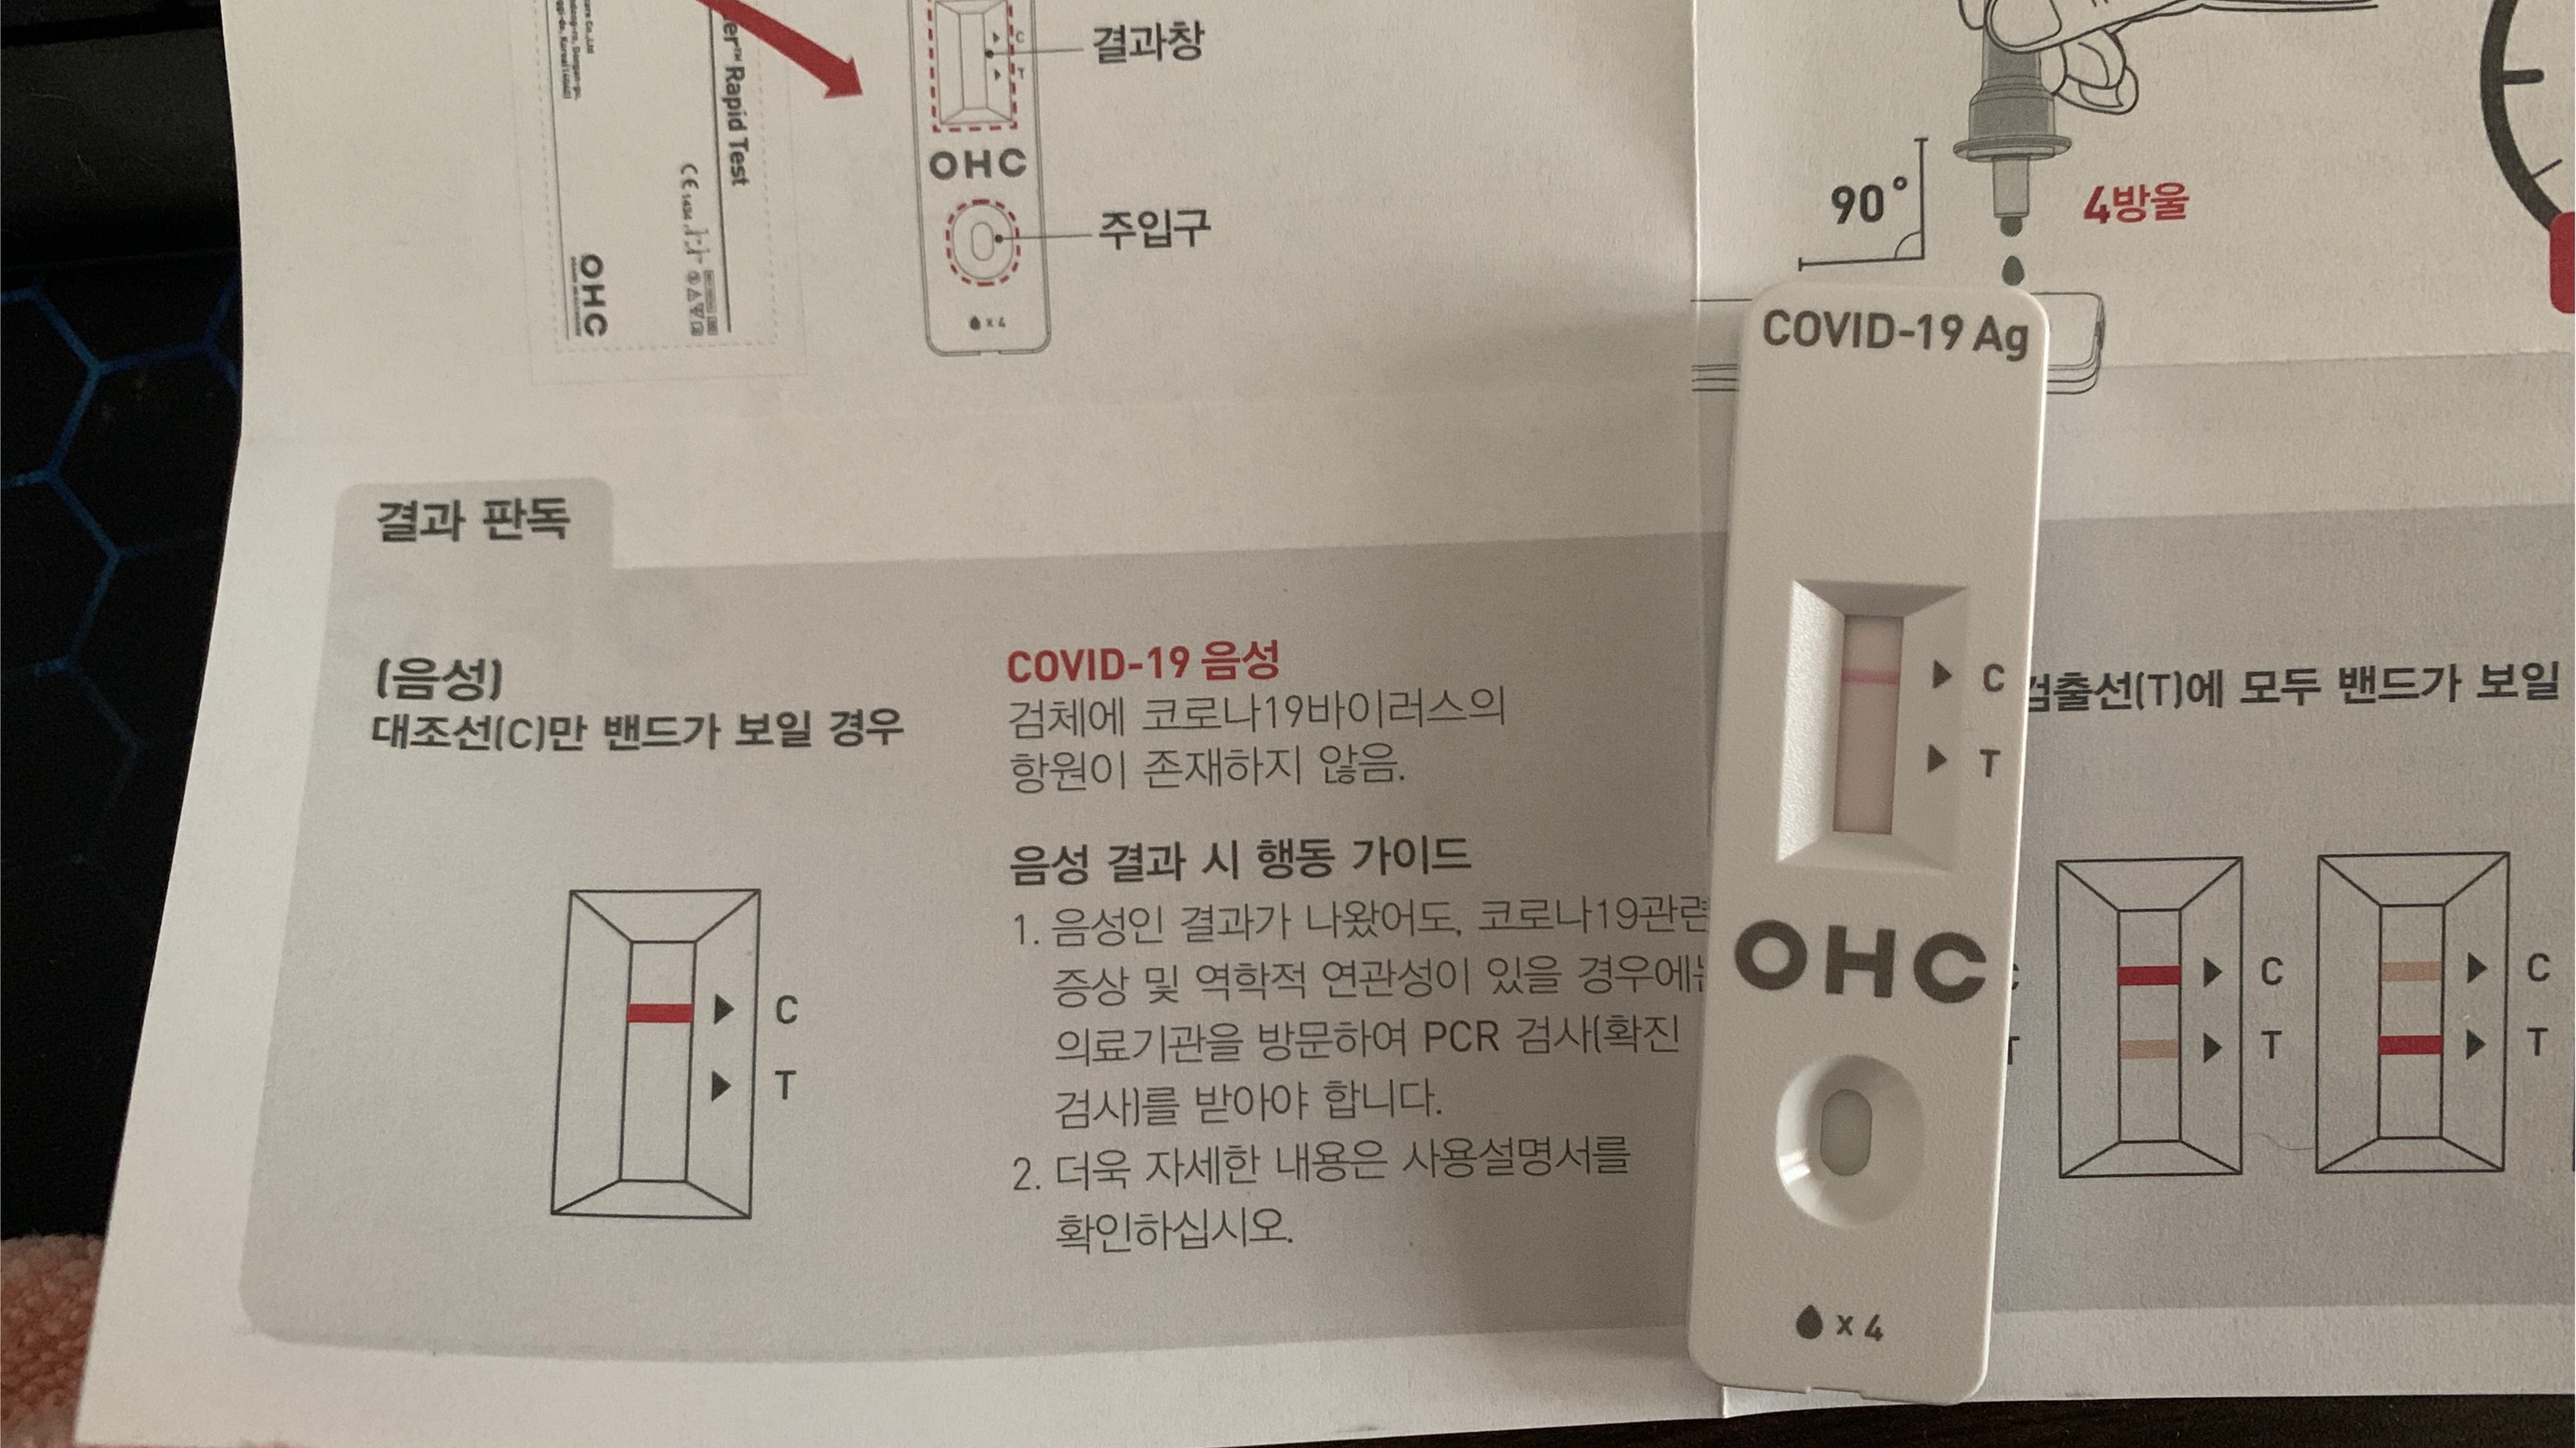 Rapid Test
OHC
C
T
결과창
OHC
주입구
x4
90°
4방울
COVID-19 Ag
C
T
OHC
x 4
결과 판독
(음성)
대조선(C)만 밴드가 보일 경우
C
T
COVID-19 음성
검체에 코로나19바이러스의
항원이 존재하지 않음.
음성 결과 시 행동 가이드
1. 음성인 결과가 나왔어도, 코로나19관련
증상 및 역학적 연관성이 있을 경우에는
의료기관을 방문하여 PCR 검사(확진
검사)를 받아야 합니다.
2. 더욱 자세한 내용은 사용설명서를
확인하십시오.
검출선(T)에 모두 밴드가 보일
C
T
C
T